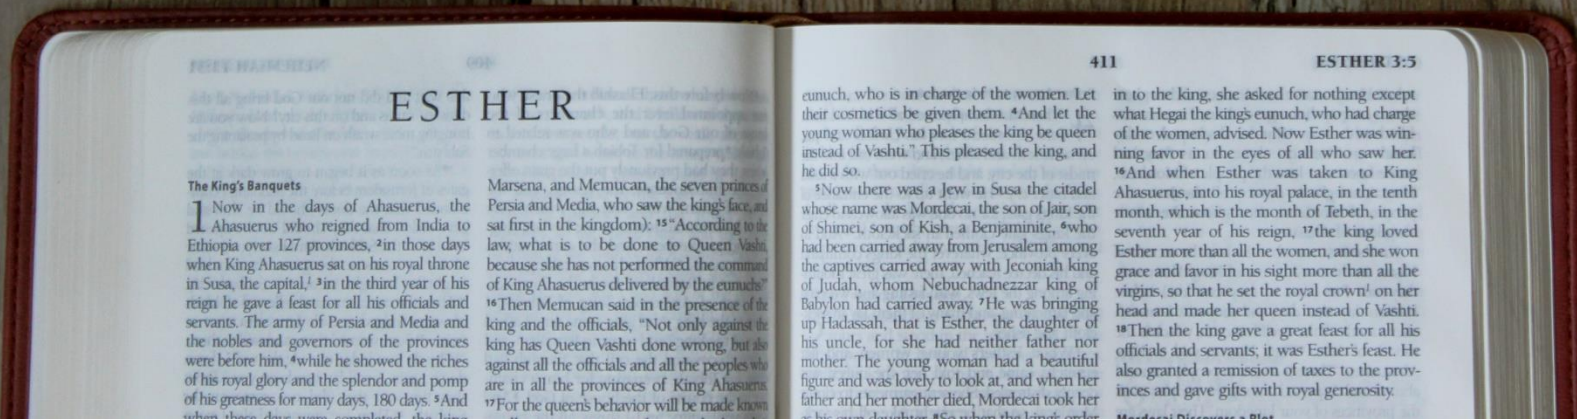 ESTHER
The King's Banquets
1 Now in the days of Ahasuerus, the
Ahasuerus who reigned from India to
Ethiopia over 127 provinces, 2in those days
when King Ahasuerus sat on his royal throne
in Susa, the capital,1 3in the third year of his
reign he gave a feast for all his officials and
servants. The army of Persia and Media and
the nobles and governors of the provinces
were before him, 4while he showed the riches
of his royal glory and the splendor and pomp
of his greatness for many days, 180 days. 5And
when these days were completed, the king
Marsena, and Memucan, the seven princes of
Persia and Media, who saw the king's face, and
sat first in the kingdom): 15"According to the
law, what is to be done to Queen Vashti,
because she has not performed the command
of King Ahasuerus delivered by the eunuchs?"
16Then Memucan said in the presence of the
king and the officials, "Not only against the
king has Queen Vashti done wrong, but also
against all the officials and all the peoples who
are in all the provinces of King Ahasuerus.
17For the queen's behavior will be made known
411
ESTHER 3:5
eunuch, who is in charge of the women. Let
their cosmetics be given them. 4And let the
young woman who pleases the king be queen
instead of Vashti." This pleased the king, and
he did so.
5Now there was a Jew in Susa the citadel
whose name was Mordecai, the son of Jair, son
of Shimei, son of Kish, a Benjaminite, 6who
had been carried away from Jerusalem among
the captives carried away with Jeconiah king
of Judah, whom Nebuchadnezzar king of
Babylon had carried away. 7He was bringing
up Hadassah, that is Esther, the daughter of
his uncle, for she had neither father nor
mother. The young woman had a beautiful
figure and was lovely to look at, and when her
father and her mother died, Mordecai took her
as his own daughter. 8So when the king's order
in to the king, she asked for nothing except
what Hegai the king's eunuch, who had charge
of the women, advised. Now Esther was win-
ning favor in the eyes of all who saw her.
16And when Esther was taken to King
Ahasuerus, into his royal palace, in the tenth
month, which is the month of Tebeth, in the
seventh year of his reign, 17the king loved
Esther more than all the women, and she won
grace and favor in his sight more than all the
virgins, so that he set the royal crown1 on her
head and made her queen instead of Vashti.
18Then the king gave a great feast for all his
officials and servants; it was Esther's feast. He
also granted a remission of taxes to the prov-
inces and gave gifts with royal generosity.
Mordecai Discovers a Plot